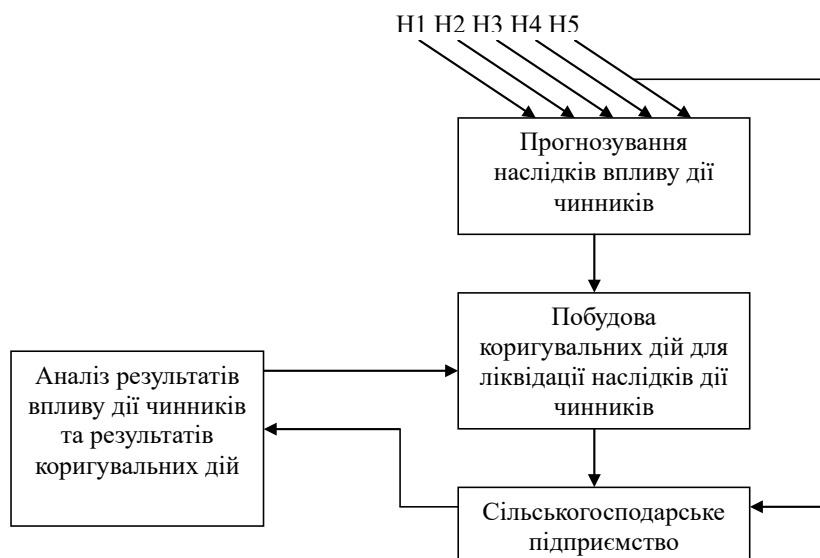 Н1 Н2 Н3 Н4 Н5
Прогнозування
наслідків впливу дії
чинників
Побудова
коригувальних дій для
ліквідації наслідків дії
чинників
Аналіз результатів
впливу дії чинників
та результатів
коригувальних дій
Сільськогосподарське
підприємство